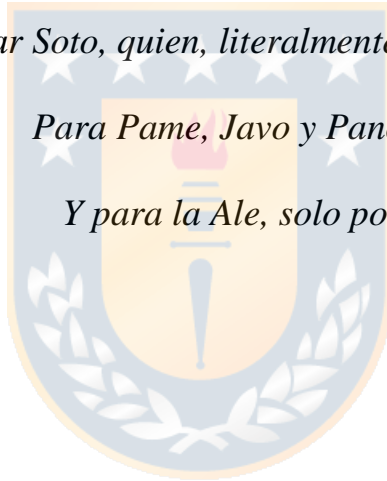 ar Soto, quien, literalmente
Para Pame, Javo y Pan
Y para la Ale, solo po